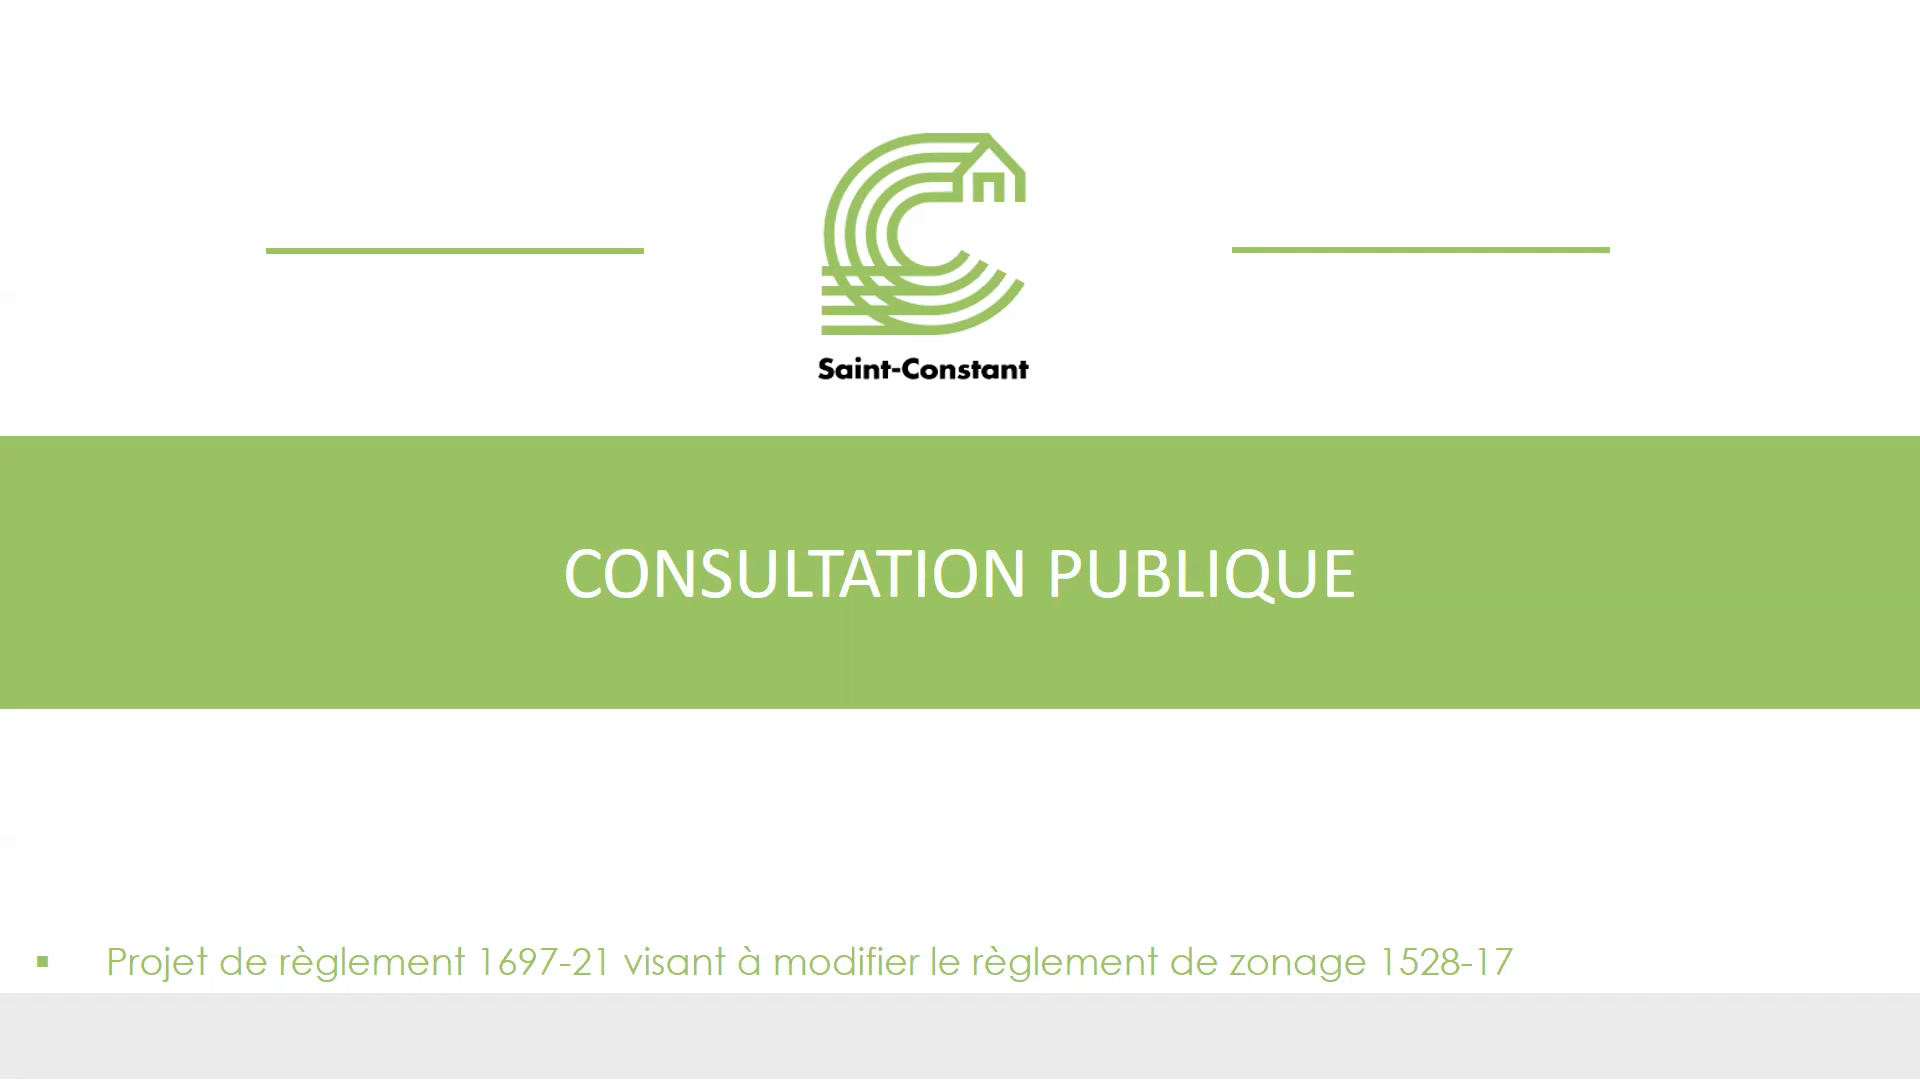 Saint-Constant
CONSULTATION PUBLIQUE
▪ Projet de règlement 1697-21 visant à modifier le règlement de zonage 1528-17